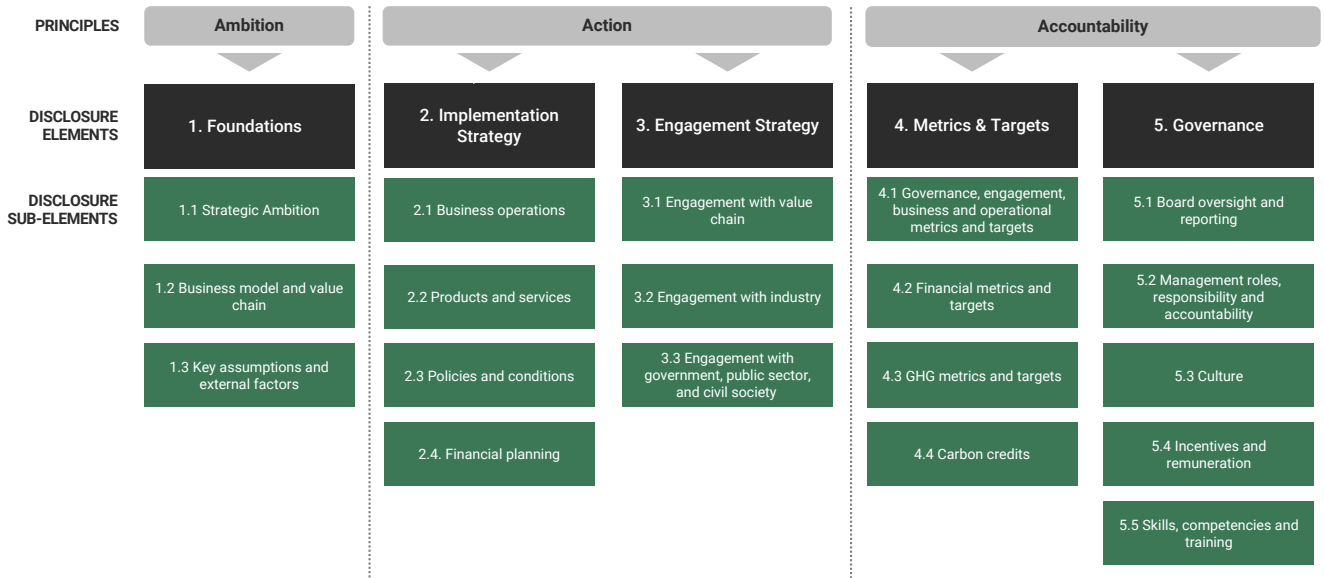 PRINCIPLES
Ambition
Action
Accountability
DISCLOSURE
ELEMENTS
1. Foundations
2. Implementation
Strategy
3. Engagement Strategy
4. Metrics & Targets
5. Governance
DISCLOSURE
SUB-ELEMENTS
1.1 Strategic Ambition
2.1 Business operations
3.1 Engagement with value
chain
4.1 Governance, engagement,
business and operational
metrics and targets
5.1 Board oversight and
reporting
1.2 Business model and value
chain
2.2 Products and services
3.2 Engagement with industry
4.2 Financial metrics and
targets
5.2 Management roles,
responsibility and
accountability
1.3 Key assumptions and
external factors
2.3 Policies and conditions
3.3 Engagement with
government, public sector,
and civil society
4.3 GHG metrics and targets
5.3 Culture
2.4. Financial planning
4.4 Carbon credits
5.4 Incentives and
remuneration
5.5 Skills, competencies and
training